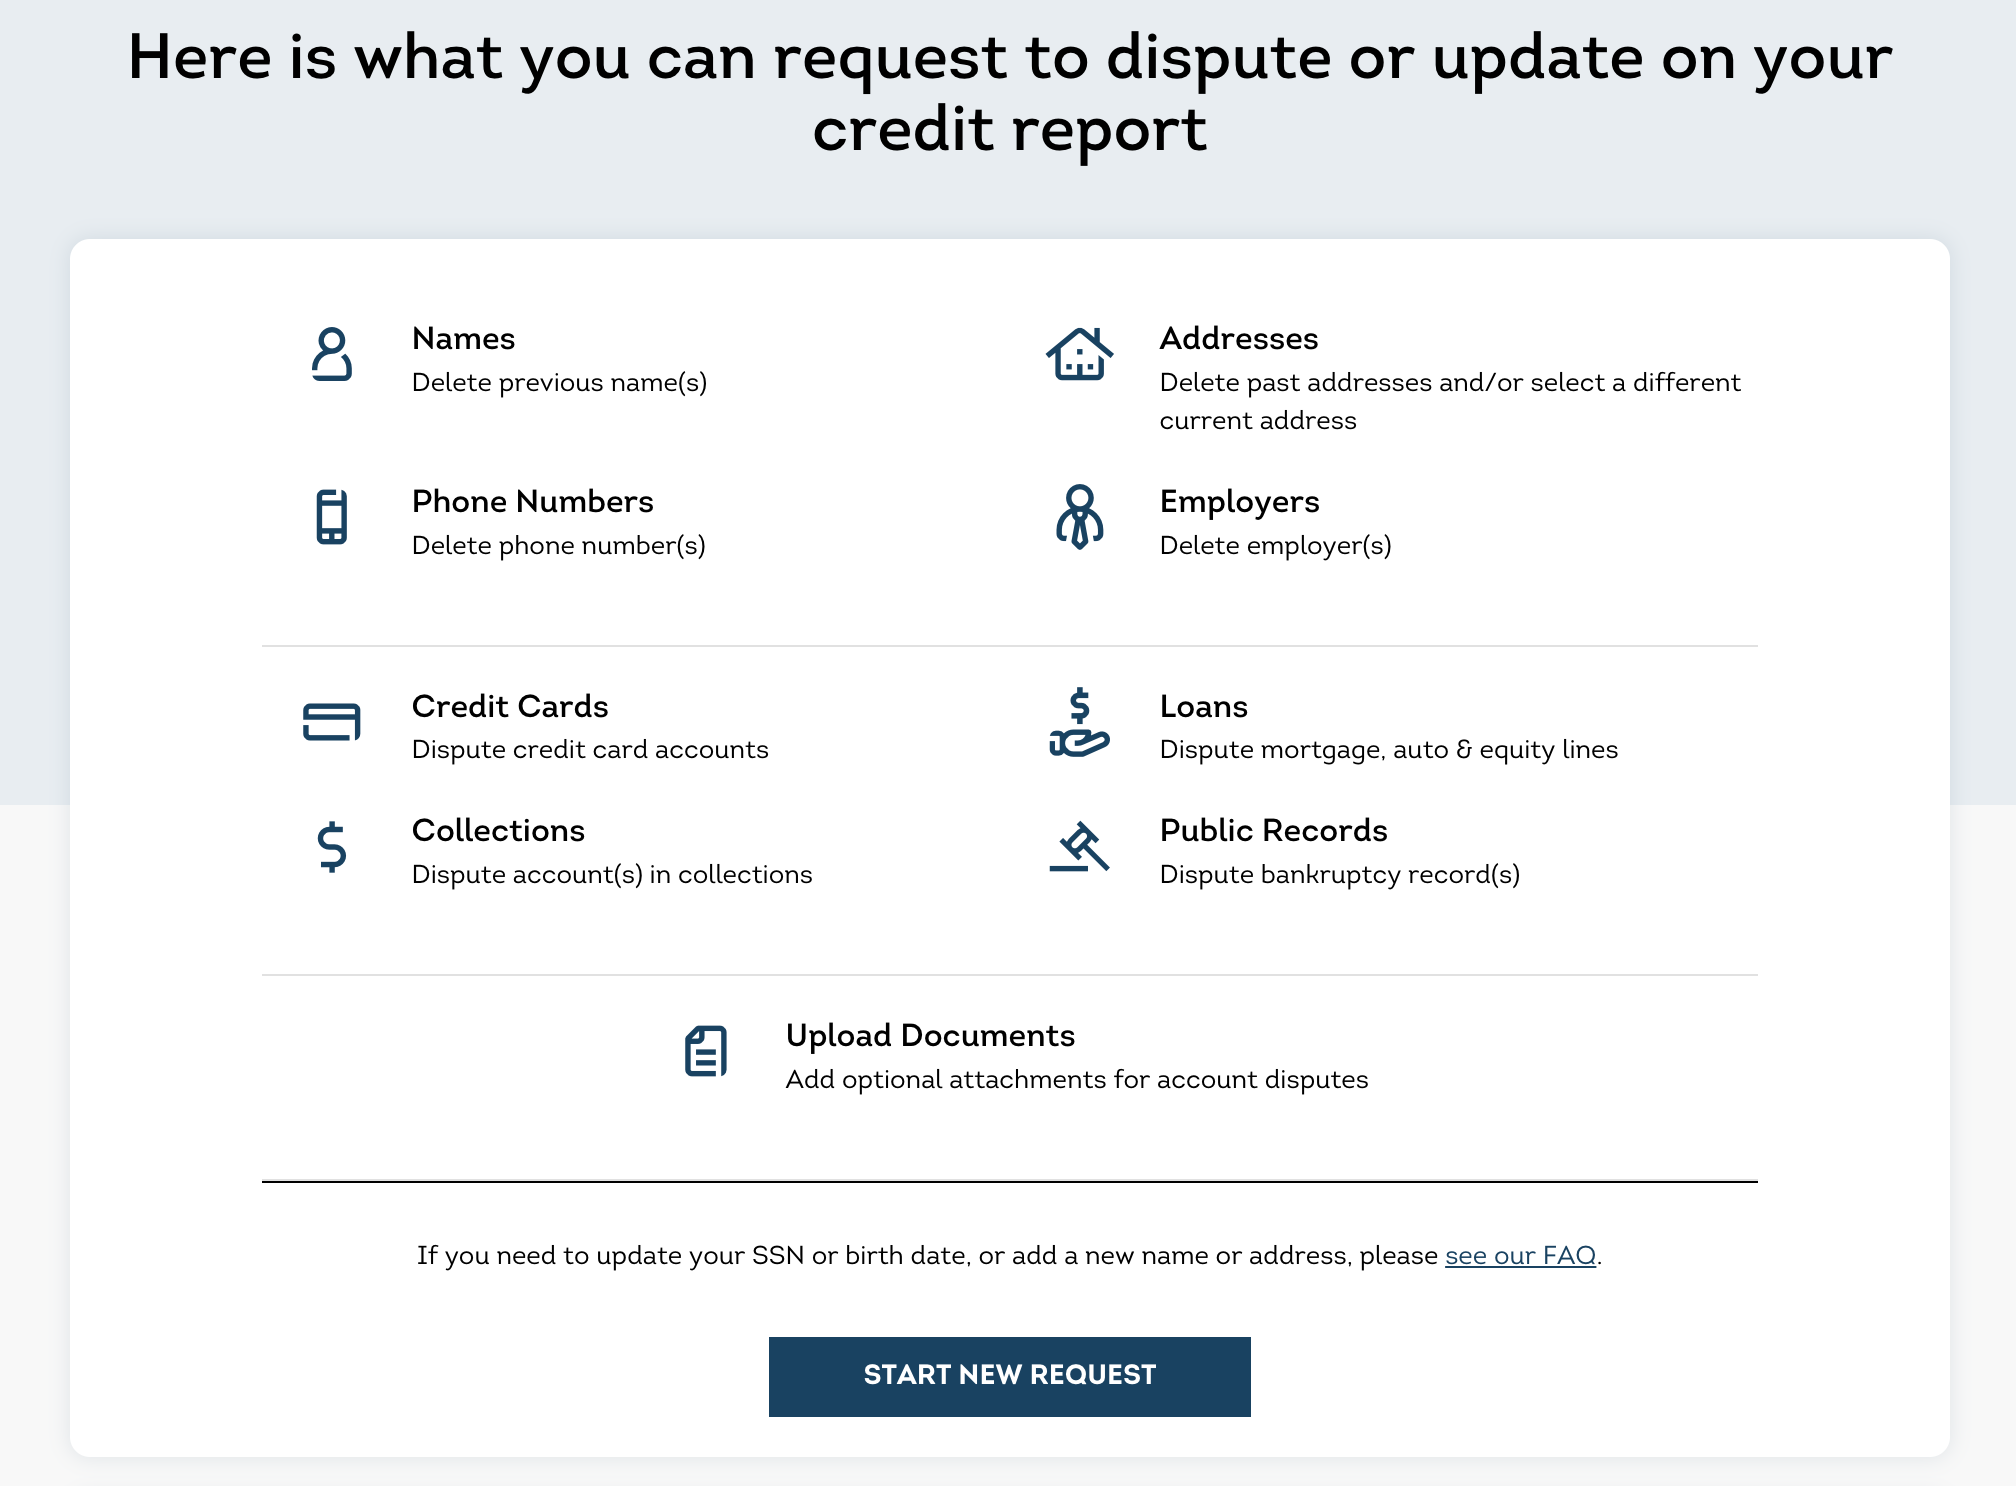 Here is what you can request to dispute or update on your
credit report
Names
Delete previous name(s)
Addresses
Delete past addresses and/or select a different
current address
Phone Numbers
Delete phone number(s)
Employers
Delete employer(s)
Credit Cards
Dispute credit card accounts
Loans
Dispute mortgage, auto & equity lines
Collections
Dispute account(s) in collections
Public Records
Dispute bankruptcy record(s)
Upload Documents
Add optional attachments for account disputes
If you need to update your SSN or birth date, or add a new name or address, please see our FAQ.
START NEW REQUEST